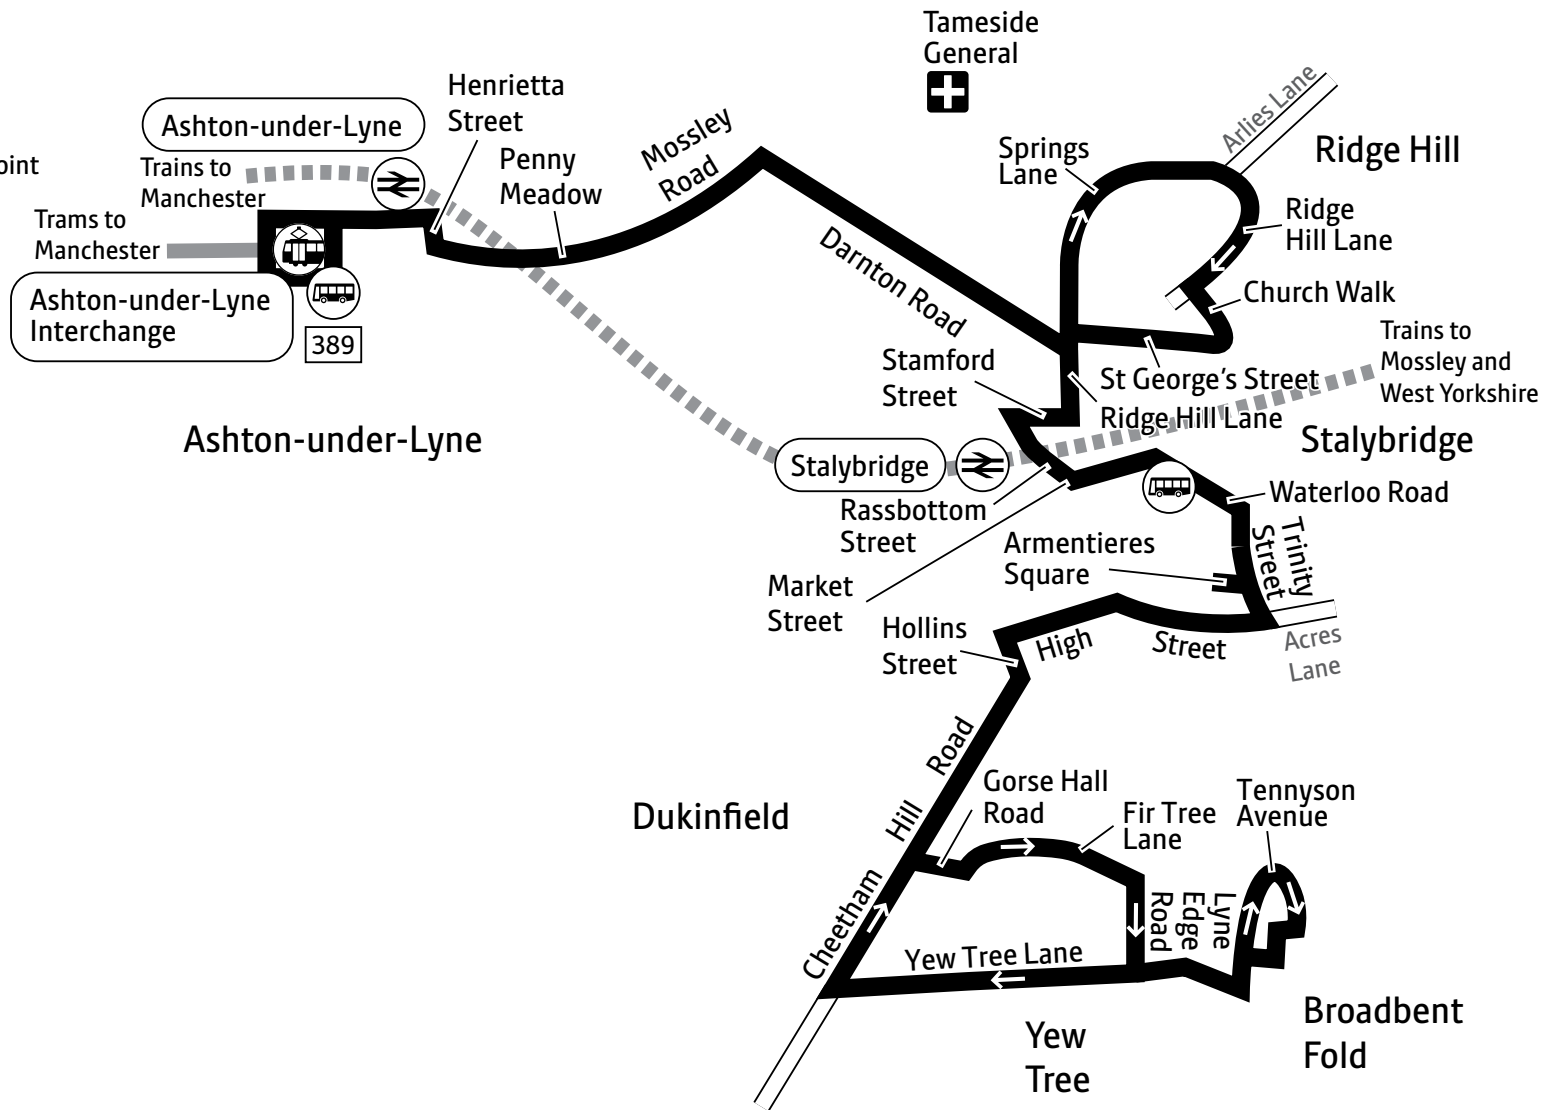 Tameside
General
Henrietta
Street
Ashton-under-Lyne
oint
Trains to
Manchester
Penny
Meadow
Mossley
Road
Trams to
Manchester
Ashton-under-Lyne
Interchange
389
Ashton-under-Lyne
Darnton Road
Springs
Lane
Arlies Lane
Ridge Hill
Ridge
Hill Lane
Church Walk
Trains to
Mossley and
West Yorkshire
Stamford
Street
St George's Street
Ridge Hill Lane
Stalybridge
Stalybridge
Rassbottom
Street
Waterloo Road
Trinity
Street
Armentieres
Square
Market
Street
Hollins
Street
High Street
Acres
Lane
Cheetham Hill Road
Dukinfield
Gorse Hall
Road
Fir Tree
Lane
Tennyson
Avenue
Lyne
Edge
Road
Yew Tree Lane
Yew
Tree
Broadbent
Fold